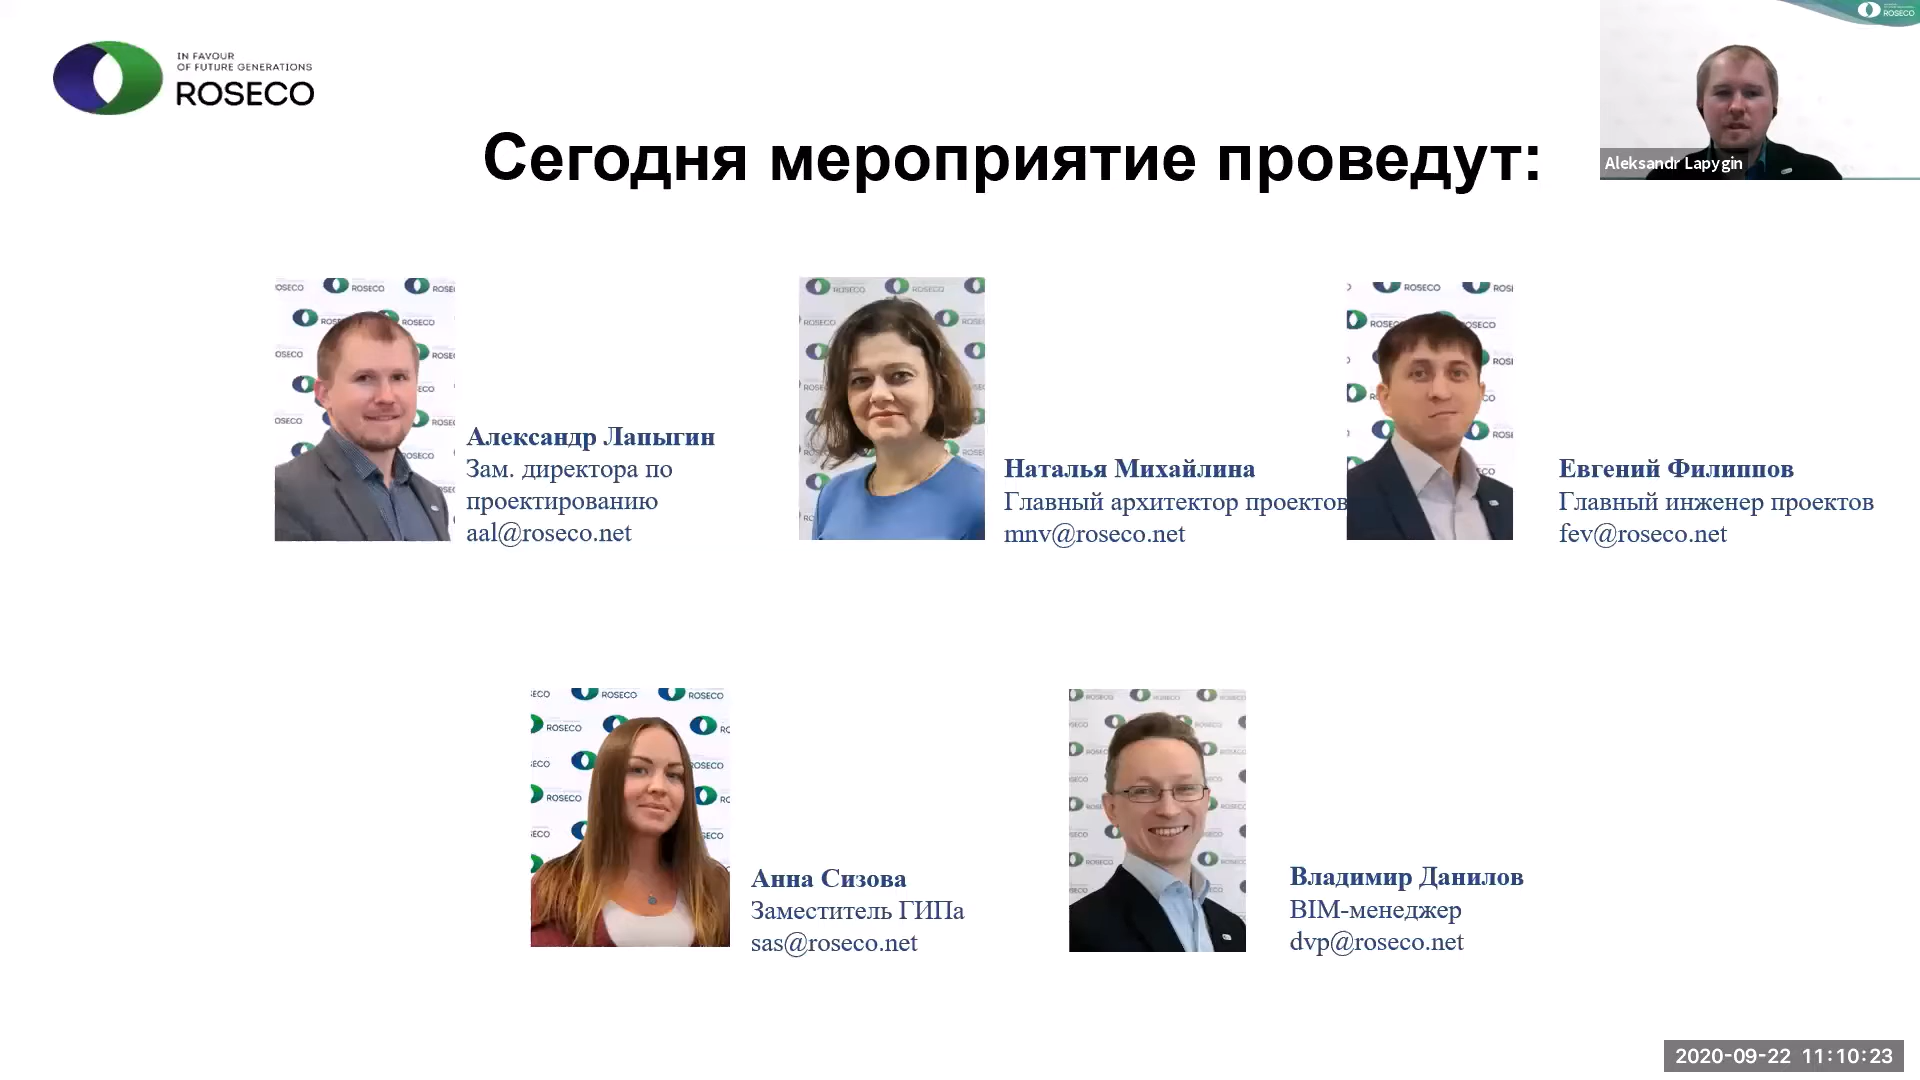 IN FAVOUR
OF FUTURE GENERATIONS
ROSECO
ROSECO
Aleksandr Lapygin
Сегодня мероприятие проведут:
Александр Лапыгин
Зам. директора по
проектированию
aal@roseco.net
Наталья Михайлина
Главный архитектор проектов
mnv@roseco.net
Евгений Филиппов
Главный инженер проектов
fev@roseco.net
Анна Сизова
Заместитель ГИПа
sas@roseco.net
Владимир Данилов
BIM-менеджер
dvp@roseco.net
2020-09-22 11:10:23